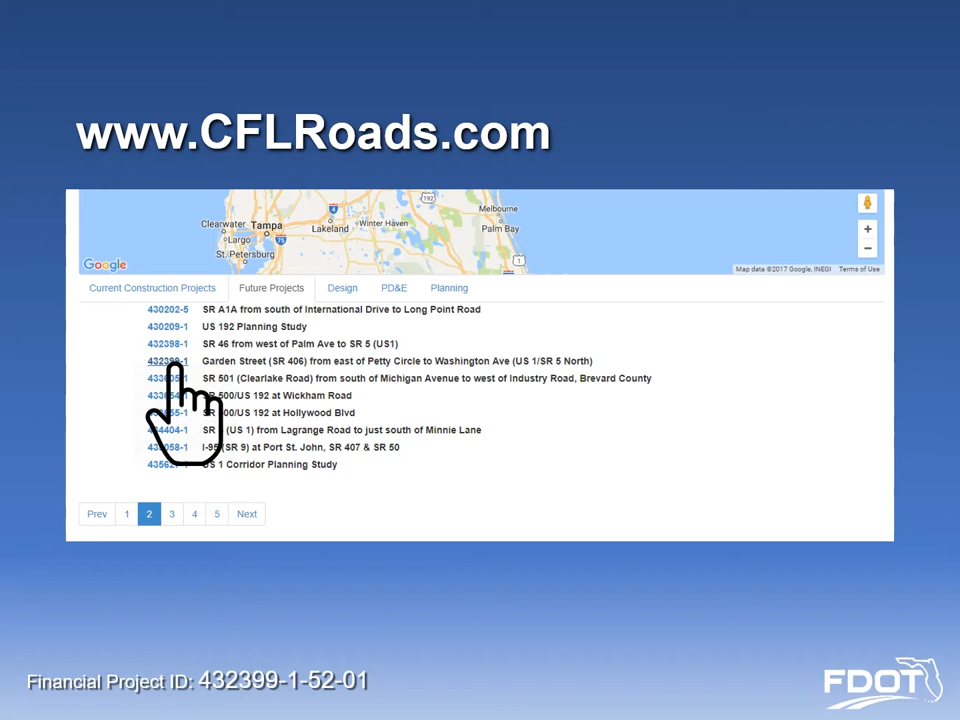 www.CFLRoads.com
192
4
Melbourne
Clearwater Tampa
Lakeland
Winter Haven
Palm Bay
Largo
75
St. Petersburg
1
Google
Map data ©2017 Google, INEGI Terms of Use
Current Construction Projects Future Projects Design PD&E Planning
430202-5 SR A1A from south of International Drive to Long Point Road
430209-1 US 192 Planning Study
432398-1 SR 46 from west of Palm Ave to SR 5 (US1)
Garden Street (SR 406) from east of Petty Circle to Washington Ave (US 1/SR 5 North)
SR 501 (Clearlake Road) from south of Michigan Avenue to west of Industry Road, Brevard County
500/US 192 at Wickham Road
US 192 at Hollywood Blvd
(US 1) from Lagrange Road to just south of Minnie Lane
(SR 9) at Port St. John, SR 407 & SR 50
1 Corridor Planning Study
Prev 1 2 3 4 5 Next
Financial Project ID: 432399-1-52-01
FDOT